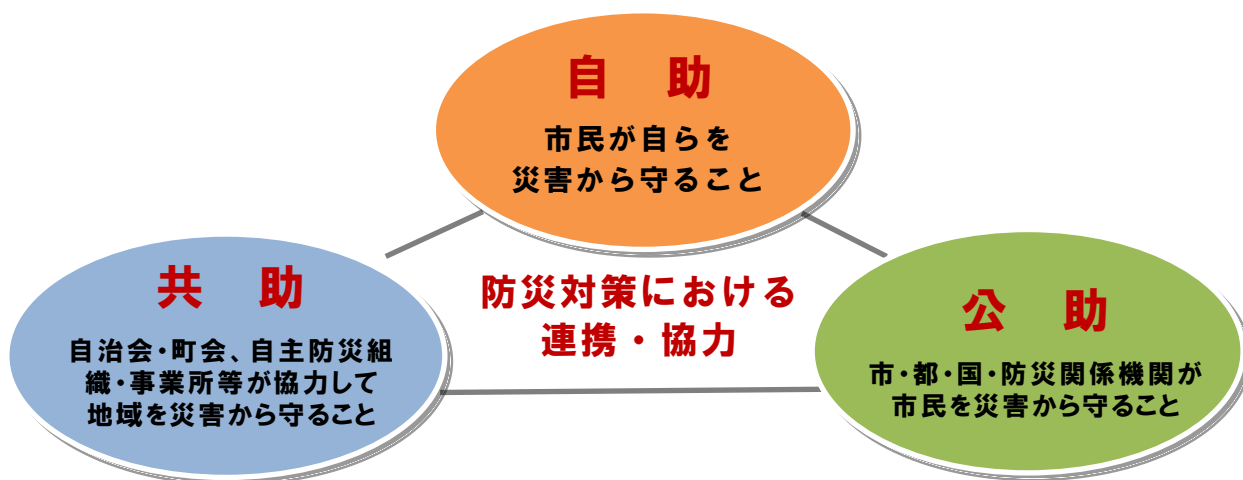 自　助
市民が自らを
災害から守ること
防災対策における
連携・協力
共　助
自治会・町会、自主防災組
織・事業所等が協力して
地域を災害から守ること
公　助
市・都・国・防災関係機関が
市民を災害から守ること